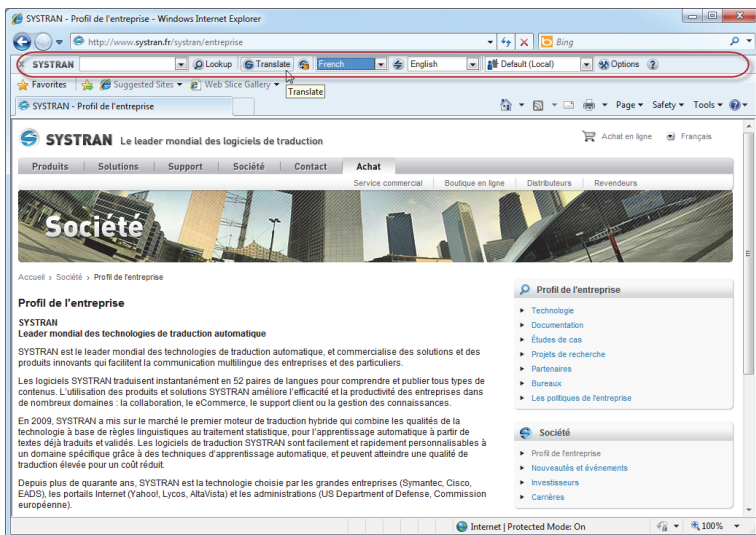 SYSTRAN - Profil de l'entreprise - Windows Internet Explorer
http://www.systran.fr/systran/entreprise
Bing
SYSTRAN Lookup Translate French English Default (Local) Options
Favorites Suggested Sites Web Slice Gallery
Translate
SYSTRAN - Profil de l'entreprise
Page Safety Tools
SYSTRAN Le leader mondial des logiciels de traduction
Achat en ligne Français
Produits Solutions Support Société Contact Achat
Service commercial Boutique en ligne Distributeurs Revendeurs
Société
Accueil › Société › Profil de l'entreprise
Profil de l'entreprise
SYSTRAN
Leader mondial des technologies de traduction automatique
SYSTRAN est le leader mondial des technologies de traduction automatique, et commercialise des solutions et des
produits innovants qui facilitent la communication multilingue des entreprises et des particuliers.
Les logiciels SYSTRAN traduisent instantanément en 52 paires de langues pour comprendre et publier tous types de
contenus. L'utilisation des produits et solutions SYSTRAN améliore l'efficacité et la productivité des entreprises dans
de nombreux domaines : la collaboration, le eCommerce, le support client ou la gestion des connaissances.
En 2009, SYSTRAN a mis sur le marché le premier moteur de traduction hybride qui combine les qualités de la
technologie à base de règles linguistiques au traitement statistique, pour l'apprentissage automatique à partir de
textes déjà traduits et validés. Les logiciels de traduction SYSTRAN sont facilement et rapidement personnalisables à
un domaine spécifique grâce à des techniques d'apprentissage automatique, et peuvent atteindre une qualité de
traduction élevée pour un coût réduit.
Depuis plus de quarante ans, SYSTRAN est la technologie choisie par les grandes entreprises (Symantec, Cisco,
EADS), les portails Internet (Yahoo!, Lycos, AltaVista) et les administrations (US Department of Defense, Commission
européenne).
Profil de l'entreprise
Technologie
Documentation
Études de cas
Projets de recherche
Partenaires
Bureaux
Les politiques de l'entreprise
Société
Profil de l'entreprise
Nouveautés et événements
Investisseurs
Carrières
Internet | Protected Mode: On 100%